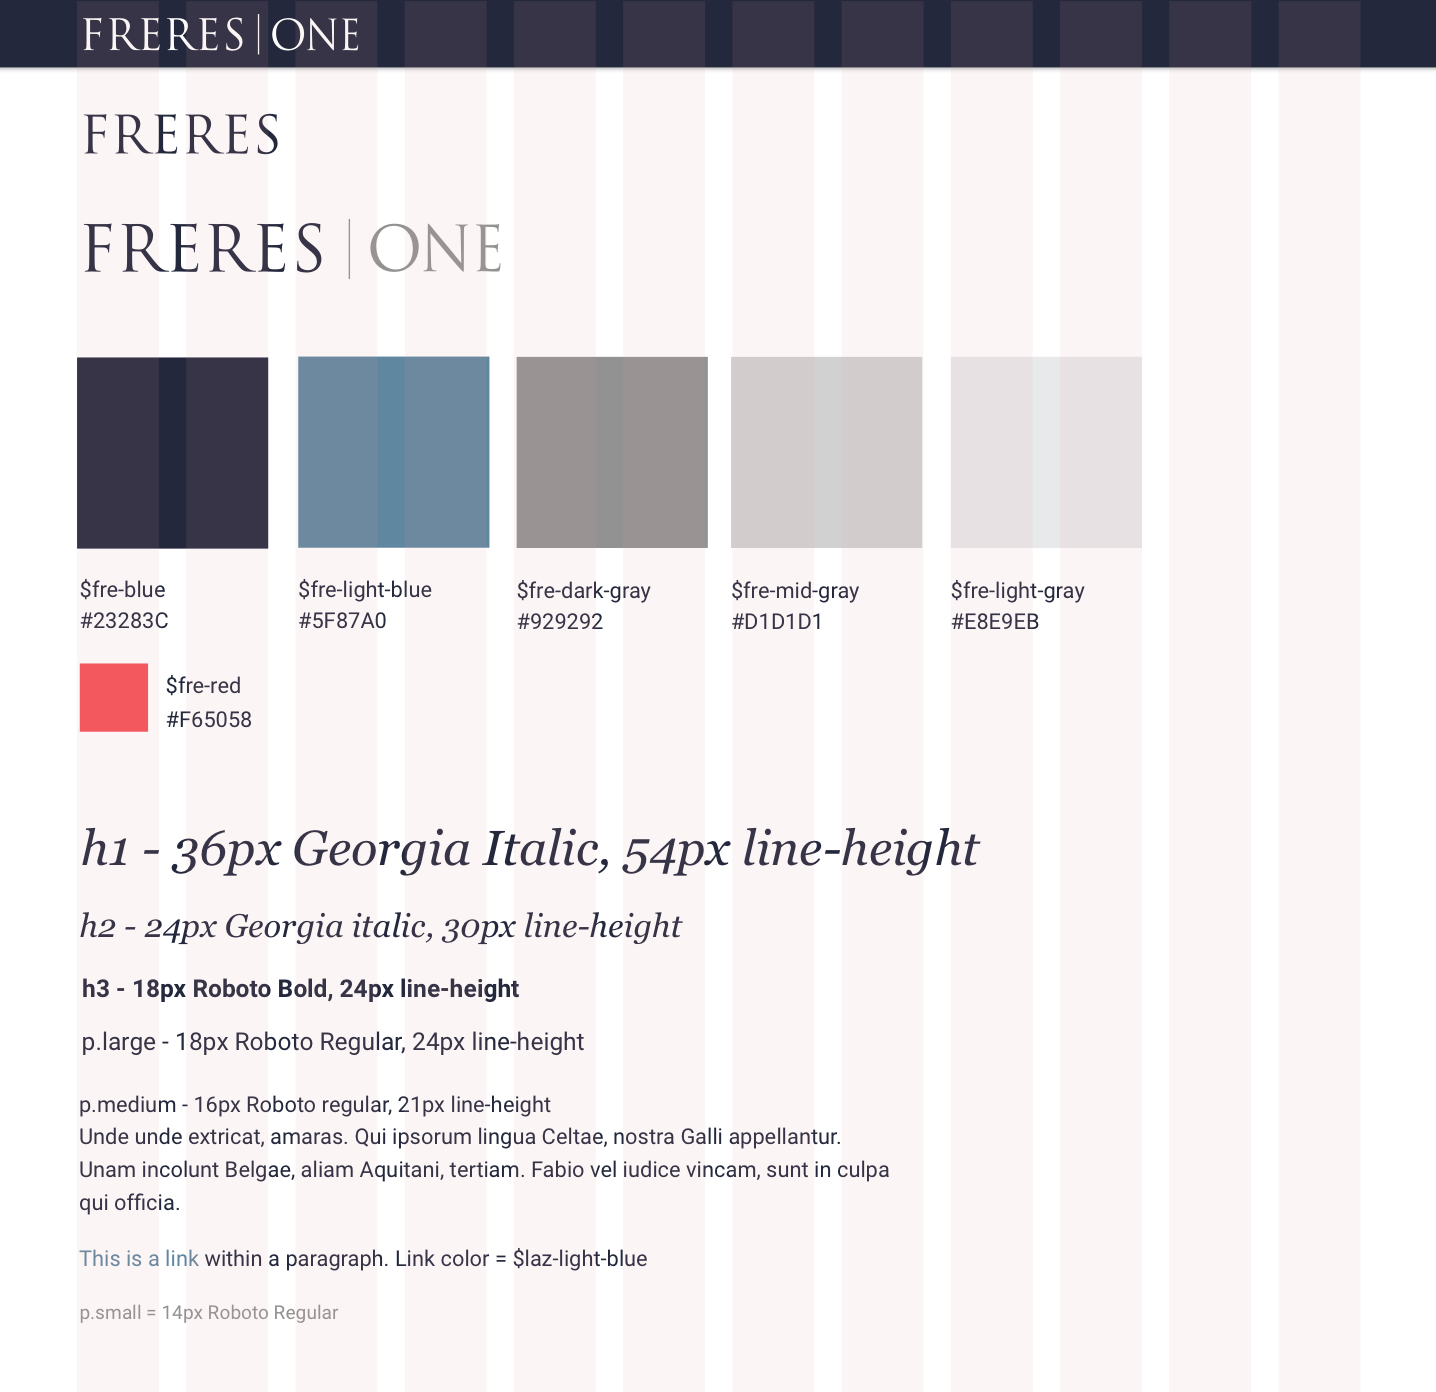 FRERES | ONE
FRERES
FRERES | ONE
$fre-blue
#23283C
$fre-light-blue
#5F87A0
$fre-dark-gray
#929292
$fre-mid-gray
#D1D1D1
$fre-light-gray
#E8E9EB
$fre-red
#F65058
h1 - 36px Georgia Italic, 54px line-height
h2 - 24px Georgia italic, 30px line-height
h3 - 18px Roboto Bold, 24px line-height
p.large - 18px Roboto Regular, 24px line-height
p.medium - 16px Roboto regular, 21px line-height
Unde unde extricat, amaras. Qui ipsorum lingua Celtae, nostra Galli appellantur.
Unam incolunt Belgae, aliam Aquitani, tertiam. Fabio vel iudice vincam, sunt in culpa
qui officia.
This is a link within a paragraph. Link color = $laz-light-blue
p.small = 14px Roboto Regular